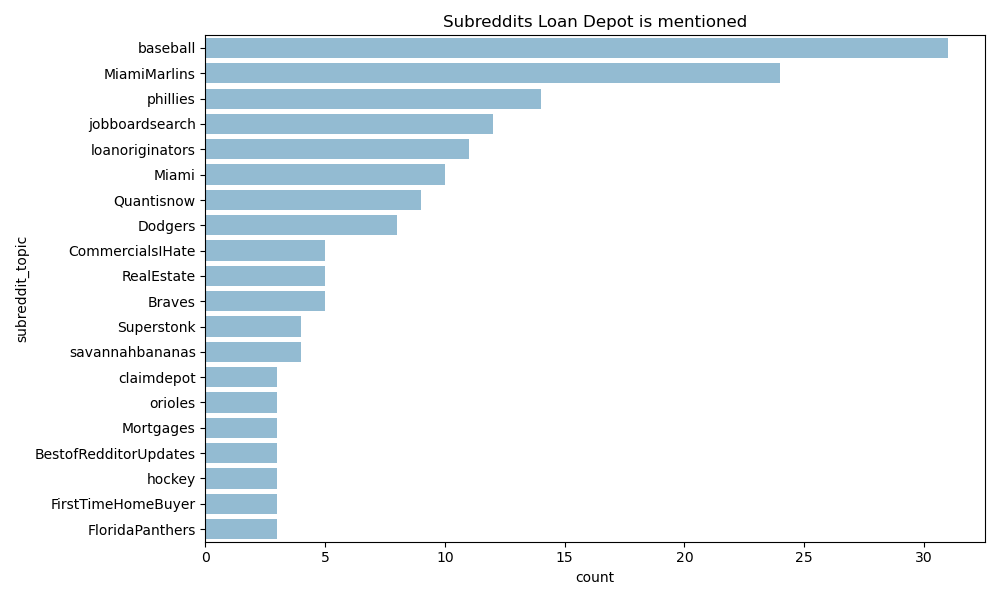 Subreddits Loan Depot is mentioned
baseball
MiamiMarlins
phillies
jobboardsearch
loanoriginators
Miami
Quantisnow
Dodgers
CommercialsIHate
RealEstate
Braves
Superstonk
savannahbananas
claimdepot
orioles
Mortgages
BestofRedditorUpdates
hockey
FirstTimeHomeBuyer
FloridaPanthers
subreddit_topic
0 5 10 15 20 25 30
count